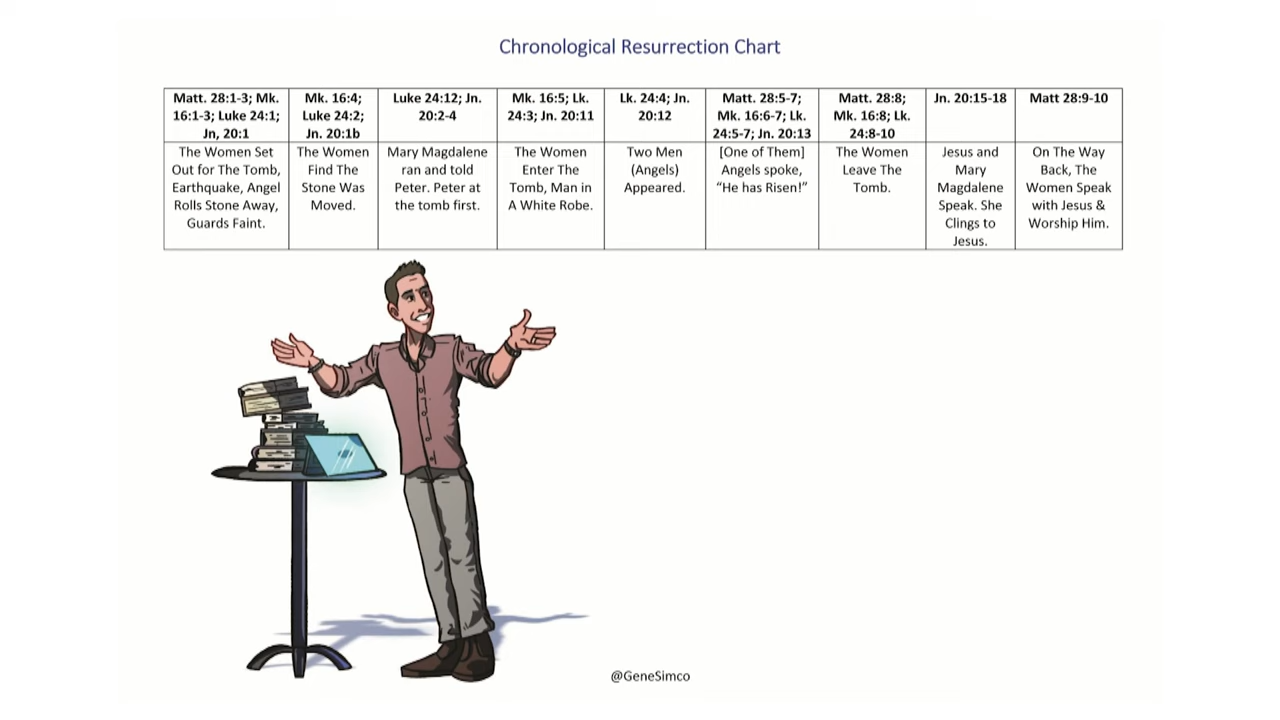 Chronological Resurrection Chart
Matt. 28:1-3; Mk.
16:1-3; Luke 24:1;
Jn, 20:1
Mk. 16:4;
Luke 24:2;
Jn. 20:1b
Luke 24:12; Jn.
20:2-4
Mk. 16:5; Lk.
24:3; Jn. 20:11
Lk. 24:4; Jn.
20:12
Matt. 28:5-7;
Mk. 16:6-7; Lk.
24:5-7; Jn. 20:13
Matt. 28:8;
Mk. 16:8; Lk.
24:8-10
Jn. 20:15-18
Matt 28:9-10
The Women Set
Out for The Tomb,
Earthquake, Angel
Rolls Stone Away,
Guards Faint.
The Women
Find The
Stone Was
Moved.
Mary Magdalene
ran and told
Peter. Peter at
the tomb first.
The Women
Enter The
Tomb, Man in
A White Robe.
Two Men
(Angels)
Appeared.
[One of Them]
Angels spoke,
“He has Risen!”
The Women
Leave The
Tomb.
Jesus and
Mary
Magdalene
Speak. She
Clings to
Jesus.
On The Way
Back, The
Women Speak
with Jesus &
Worship Him.
@GeneSimco